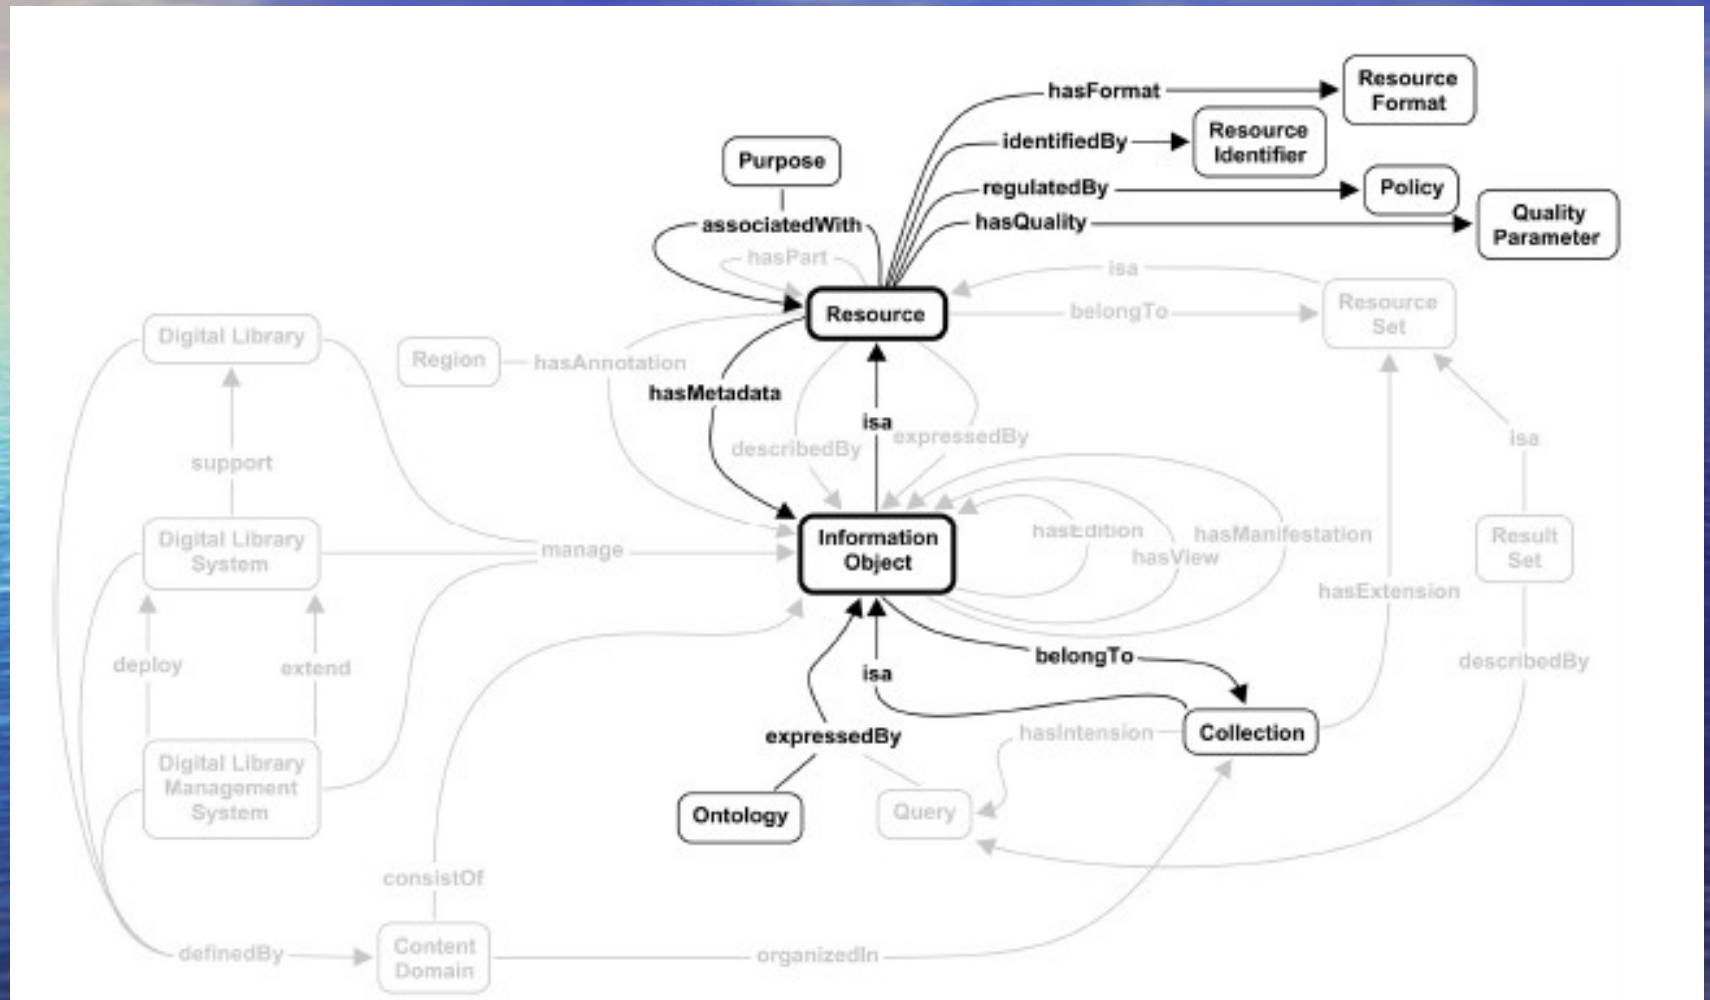 hasFormat
Resource
Format
identifiedBy
Resource
Identifier
Purpose
regulatedBy
Policy
associatedWith
hasQuality
Quality
Parameter
hasPart
isa
Resource
belongTo
Resource
Set
Digital Library
Region
hasAnnotation
hasMetadata
isa
expressedBy
describedBy
isa
support
Digital Library
System
manage
Information
Object
hasEdition
hasView
hasManifestation
Result
Set
hasExtension
deploy
extend
isa
belongTo
describedBy
expressedBy
hasIntension
Collection
Digital Library
Management
System
Ontology
Query
consistOf
definedBy
Content
Domain
organizedIn